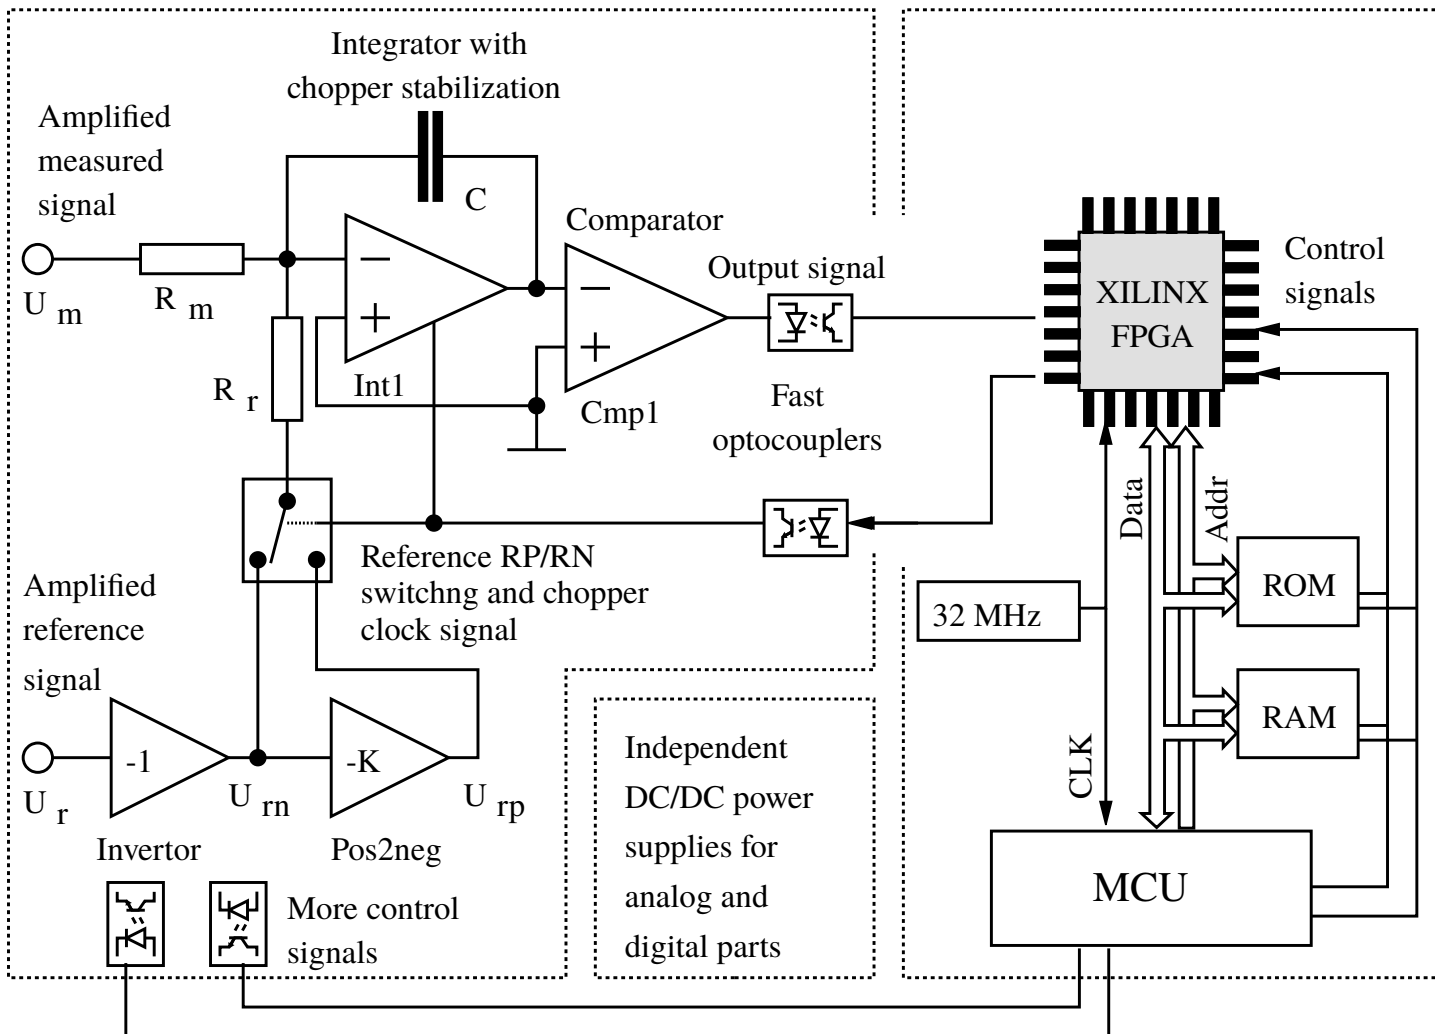 Integrator with
chopper stabilization
Amplified
measured
signal
C
Comparator
U m
R m
−
+
Int1
−
+
Cmp1
Output signal
Fast
optocouplers
R r
XILINX
FPGA
Control
signals
Data
Addr
CLK
32 MHz
ROM
RAM
MCU
Reference RP/RN
switchng and chopper
clock signal
Amplified
reference
signal
U r
-1
U rn
-K
U rp
Invertor
Pos2neg
More control
signals
Independent
DC/DC power
supplies for
analog and
digital parts